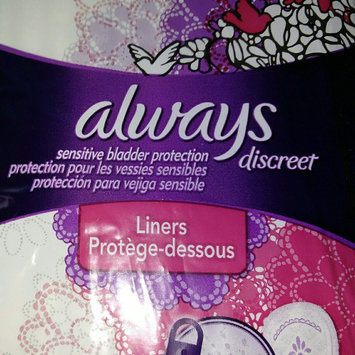 always
discreet
sensitive bladder protection
protection pour les vessies sensibles
protección para vejiga sensible
Liners
Protège-dessous